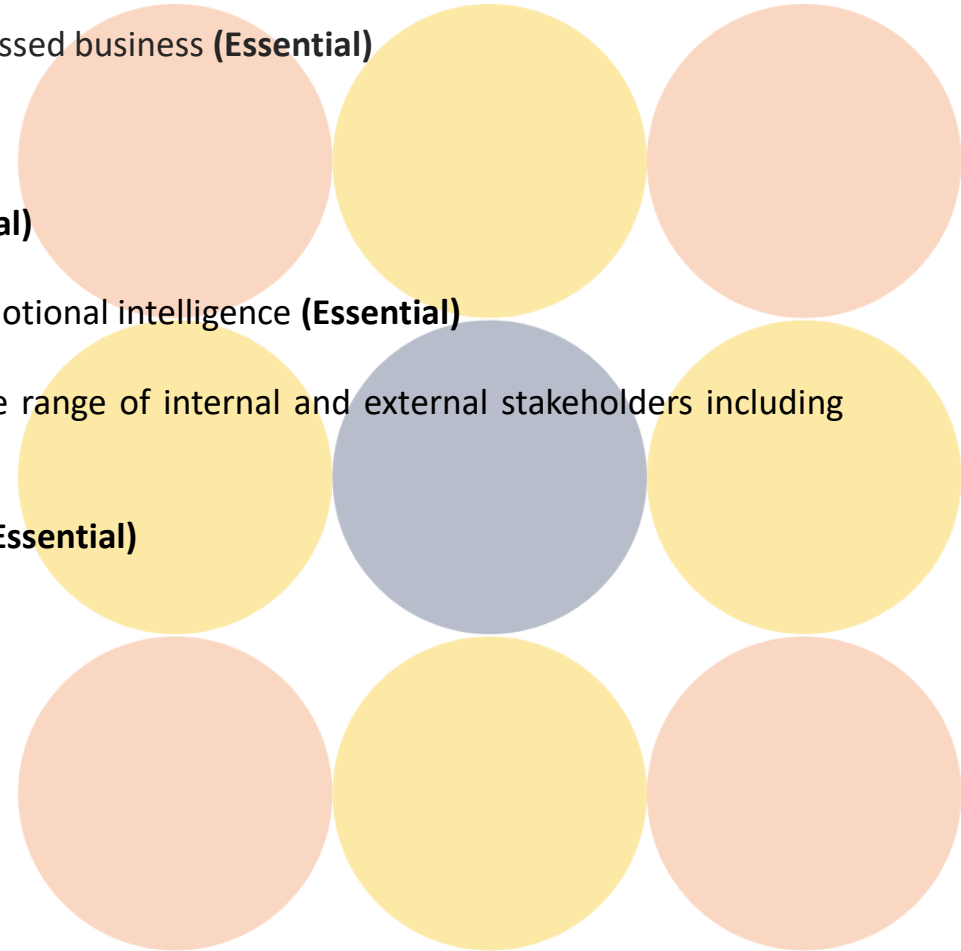 ssed business (Essential)
al)
otional intelligence (Essential)
e range of internal and external stakeholders including
Essential)